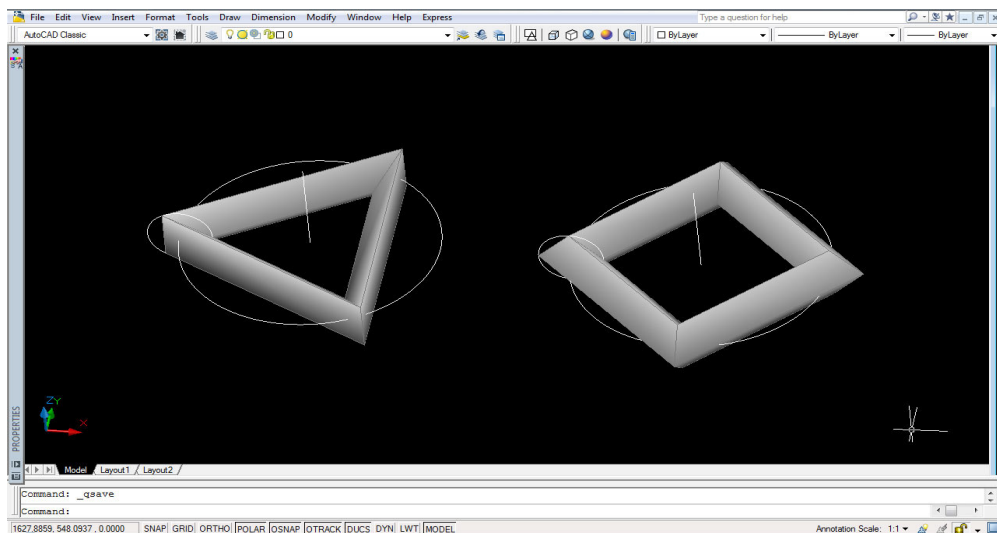 File Edit View Insert Format Tools Draw Dimension Modify Window Help Express Type a question for help
AutoCAD Classic 0 ByLayer ByLayer ByLayer
ZY
X
PROPERTIES
Model Layout1 Layout2
Command: _qsave
Command:
1627.8859, 548.0937, 0.0000 SNAP GRID ORTHO POLAR OSNAP OTRACK DUCS DYN LWT MODEL Annotation Scale: 1:1